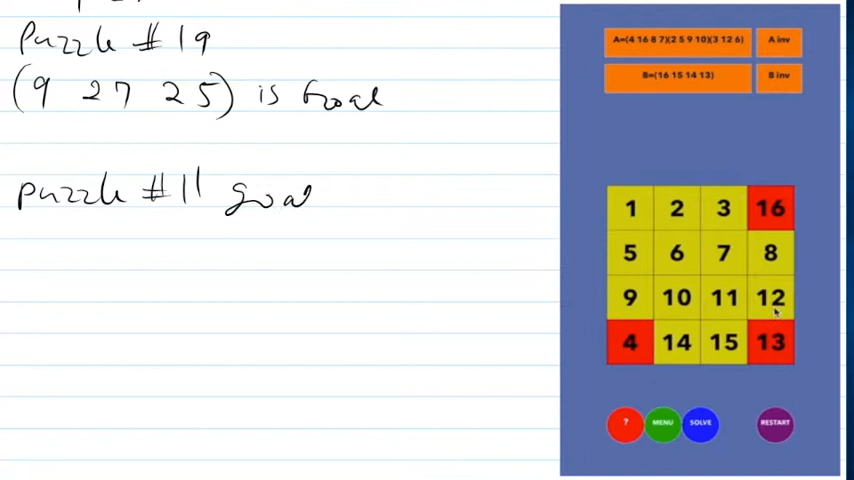 Puzzle # 19
(9 27 25) is Goal
puzzle # 11 goal
A=(4 16 8 7)(2 5 9 10)(3 12 6)
A inv
B=(16 15 14 13)
B inv
1 2 3 16
5 6 7 8
9 10 11 12
4 14 15 13
?
MENU
SOLVE
RESTART